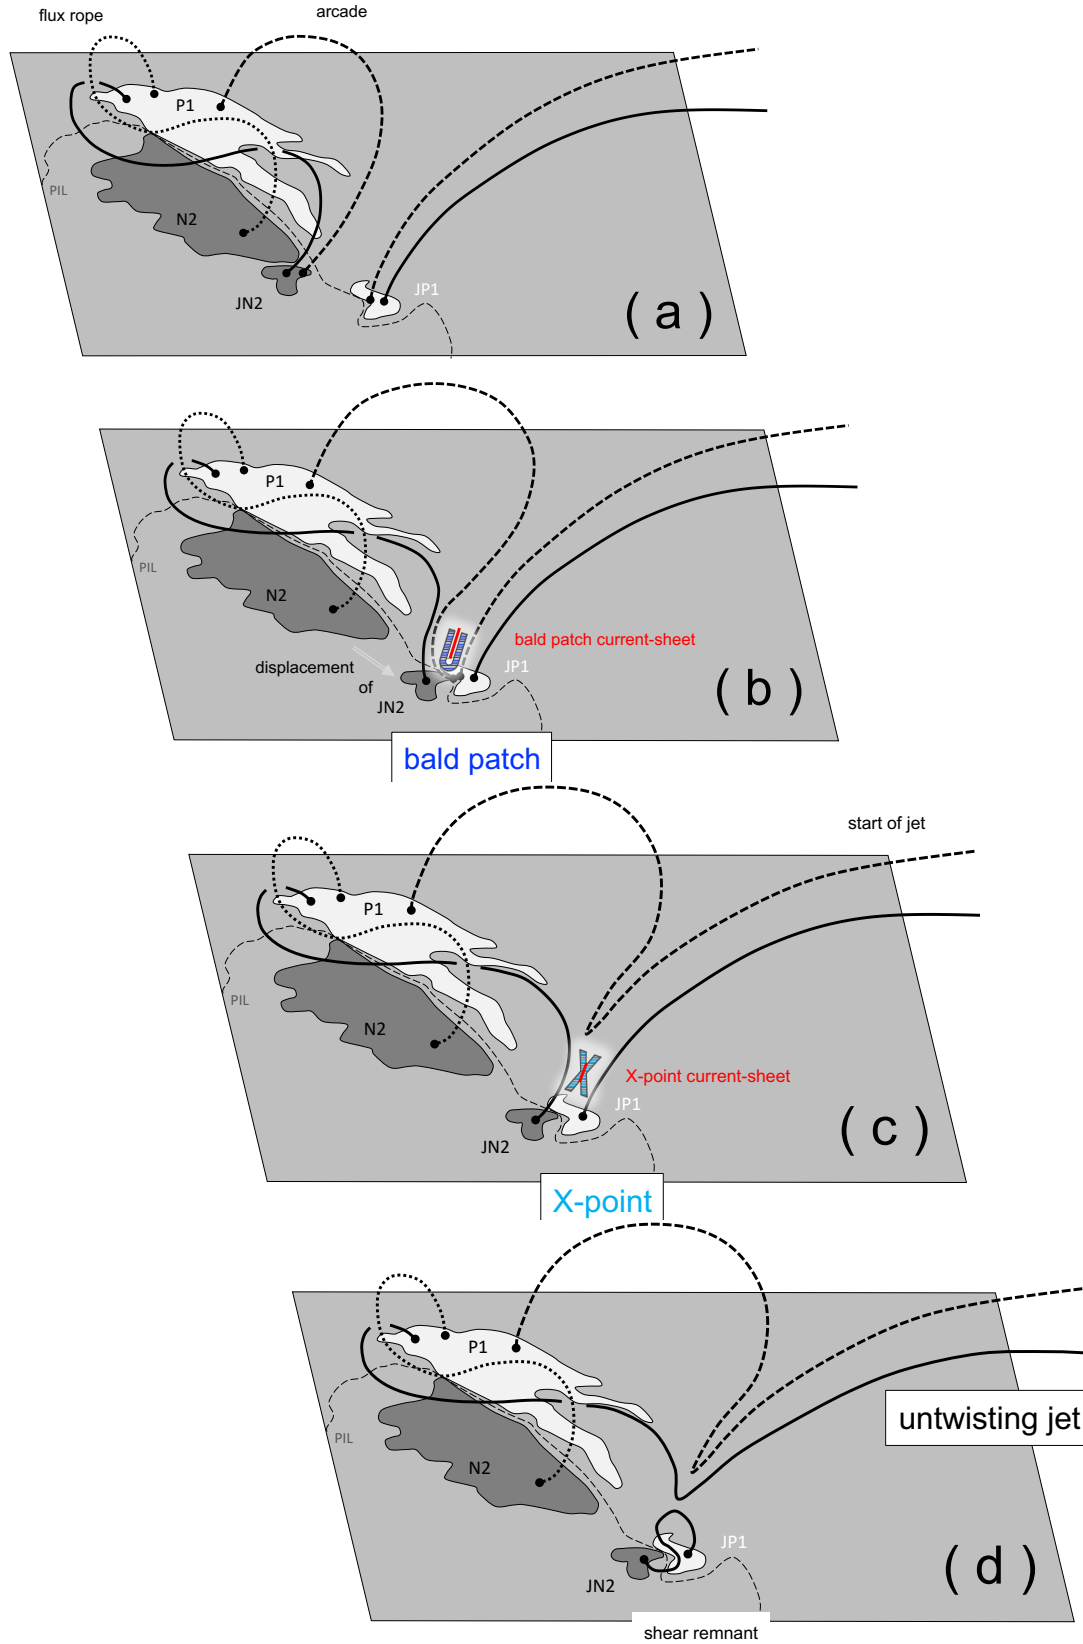 flux rope
arcade
P1
PIL
N2
JN2
JP1
( a )
P1
PIL
N2
bald patch current-sheet
displacement
of
JN2
JP1
( b )
bald patch
start of jet
P1
PIL
N2
X-point current-sheet
JP1
JN2
( c )
X-point
P1
untwisting jet
PIL
N2
JP1
JN2
( d )
shear remnant